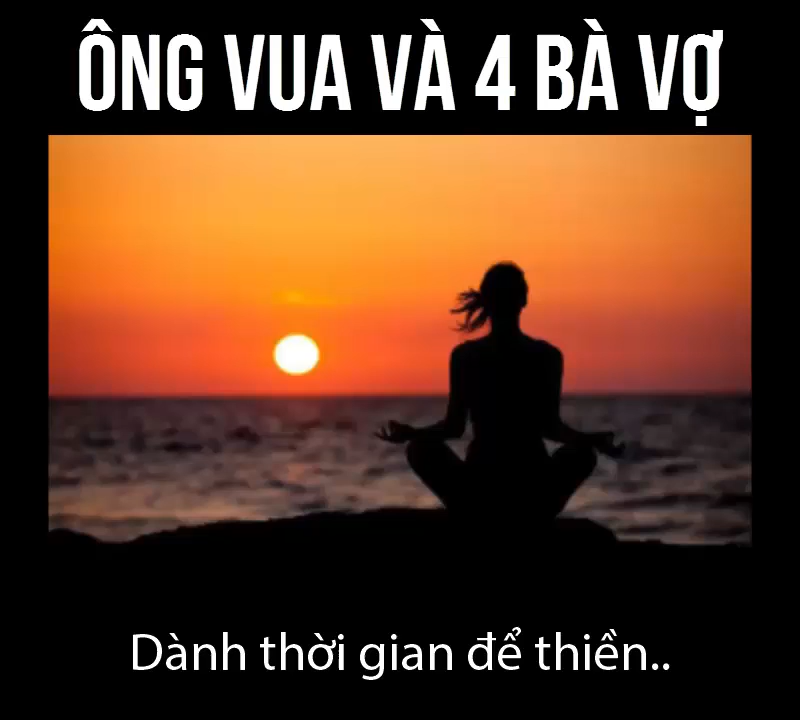 ÔNG VUA VÀ 4 BÀ VỢ
Dành thời gian để thiền..